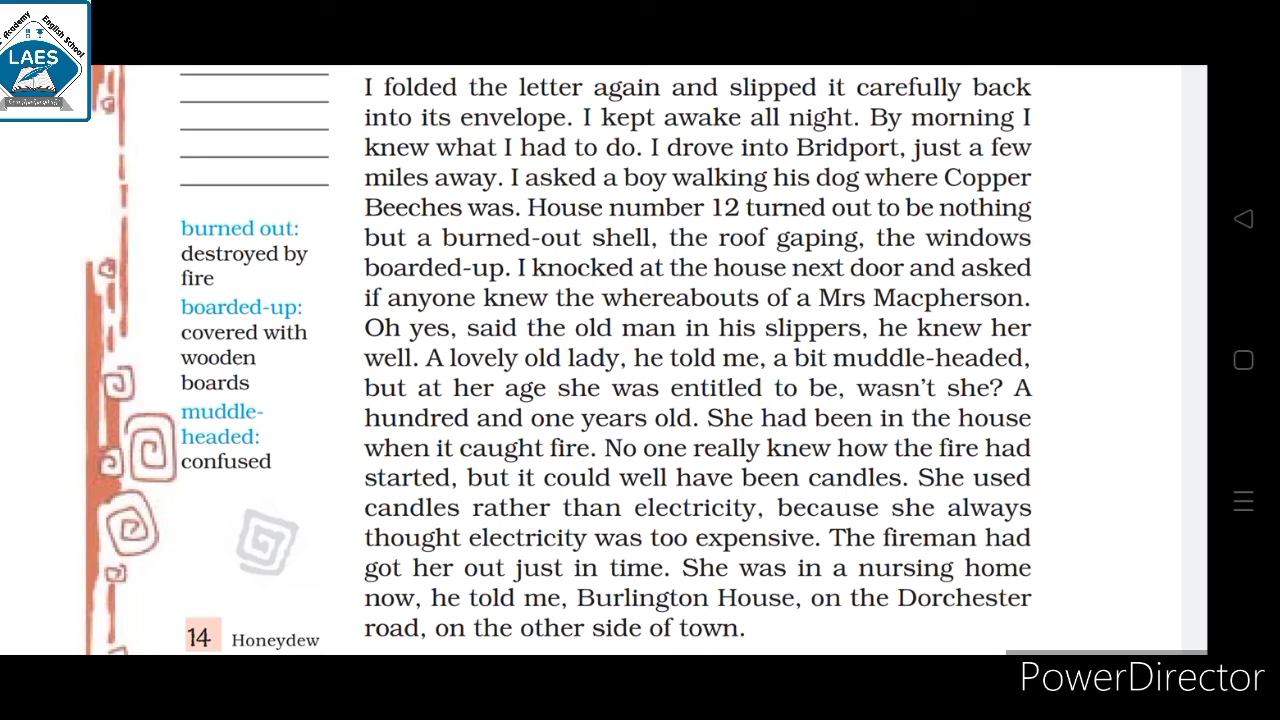 Academy English School
LAES
burned out:
destroyed by
fire
boarded-up:
covered with
wooden
boards
muddle-
headed:
confused
14 Honeydew
I folded the letter again and slipped it carefully back
into its envelope. I kept awake all night. By morning I
knew what I had to do. I drove into Bridport, just a few
miles away. I asked a boy walking his dog where Copper
Beeches was. House number 12 turned out to be nothing
but a burned-out shell, the roof gaping, the windows
boarded-up. I knocked at the house next door and asked
if anyone knew the whereabouts of a Mrs Macpherson.
Oh yes, said the old man in his slippers, he knew her
well. A lovely old lady, he told me, a bit muddle-headed,
but at her age she was entitled to be, wasn't she? A
hundred and one years old. She had been in the house
when it caught fire. No one really knew how the fire had
started, but it could well have been candles. She used
candles rather than electricity, because she always
thought electricity was too expensive. The fireman had
got her out just in time. She was in a nursing home
now, he told me, Burlington House, on the Dorchester
road, on the other side of town.
PowerDirector